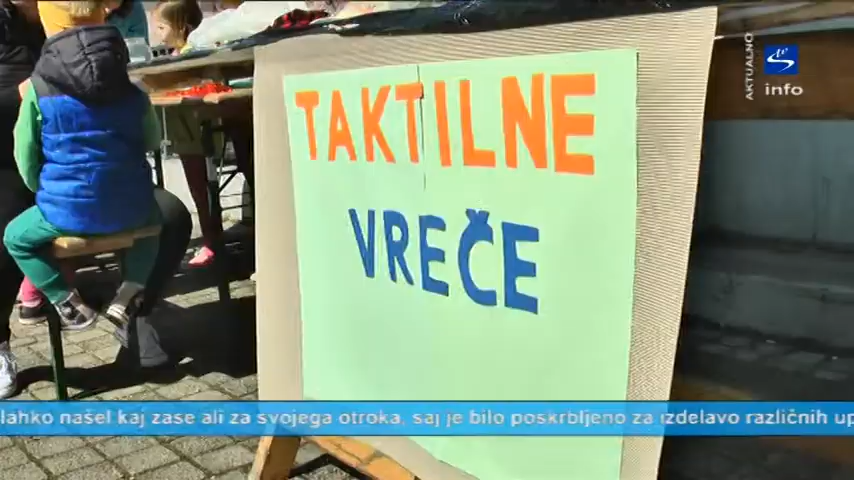 AKTUALNO
tv S
info
TAKTILNE
VREČE
lahko našel kaj zase ali za svojega otroka, saj je bilo poskrbljeno za izdelavo različnih